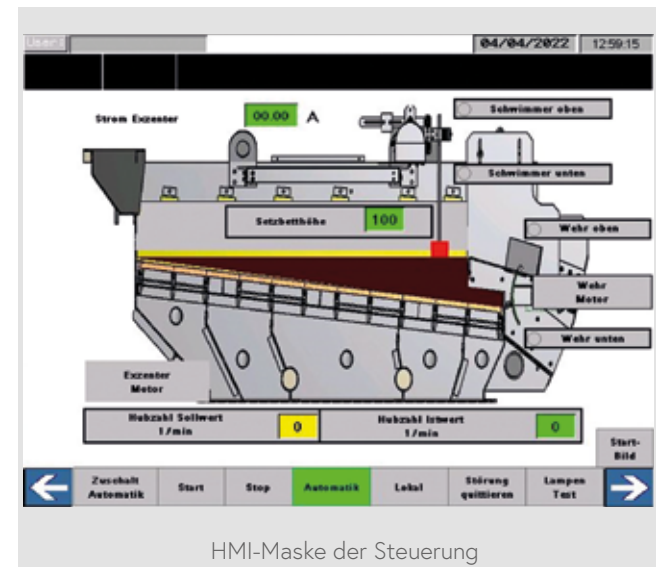 User:
04/04/2022 12:59:15
Strom Exzenter 00.00 A
Schwimmer oben
Schwimmer unten
Setzbetthöhe 100
Wehr oben
Wehr
Motor
Wehr unten
Exzenter
Motor
Hubzahl Sollwert
1/min
0
Hubzahl Istwert
1/min
0
Start-
Bild
Zuschalt
Automatik
Start
Stop
Automatik
Lokal
Störung
quittieren
Lampen
Test
HMI-Maske der Steuerung